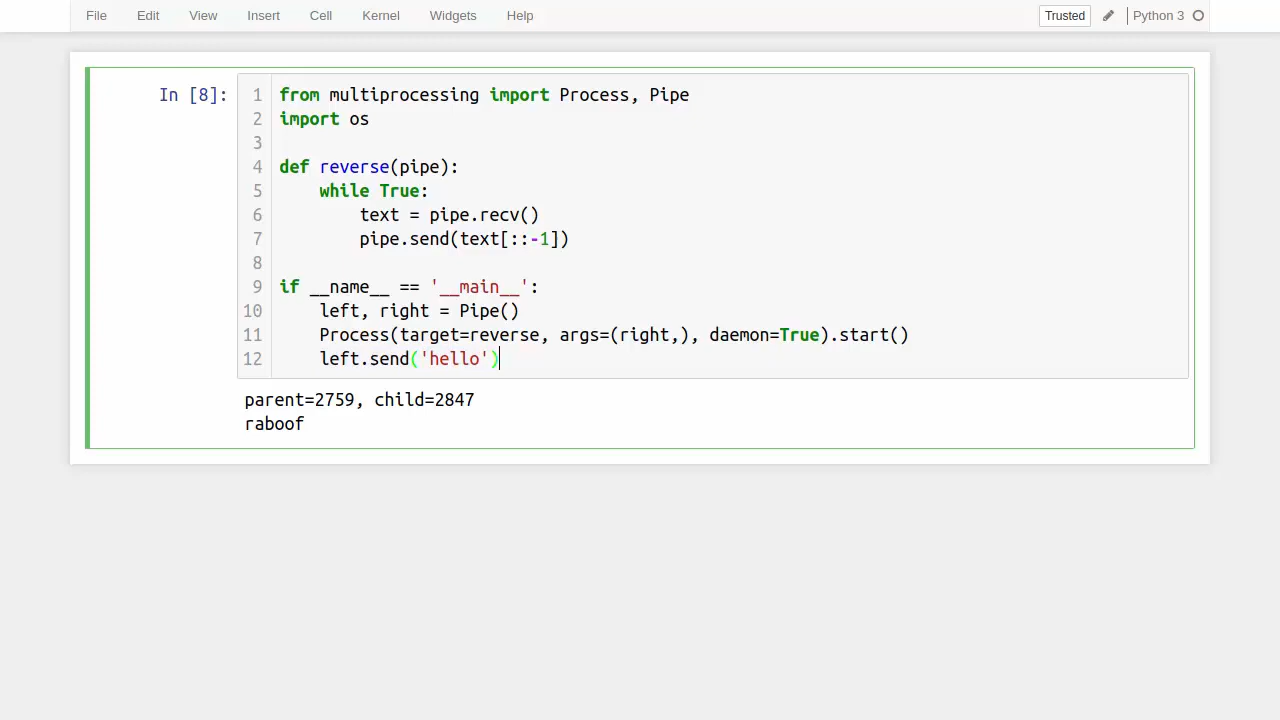 File Edit View Insert Cell Kernel Widgets Help Trusted Python 3
In [8]:
1 from multiprocessing import Process, Pipe
2 import os
3
4 def reverse(pipe):
5     while True:
6         text = pipe.recv()
7         pipe.send(text[::-1])
8
9 if __name__ == '__main__':
10     left, right = Pipe()
11     Process(target=reverse, args=(right,), daemon=True).start()
12     left.send('hello')
parent=2759, child=2847
raboof